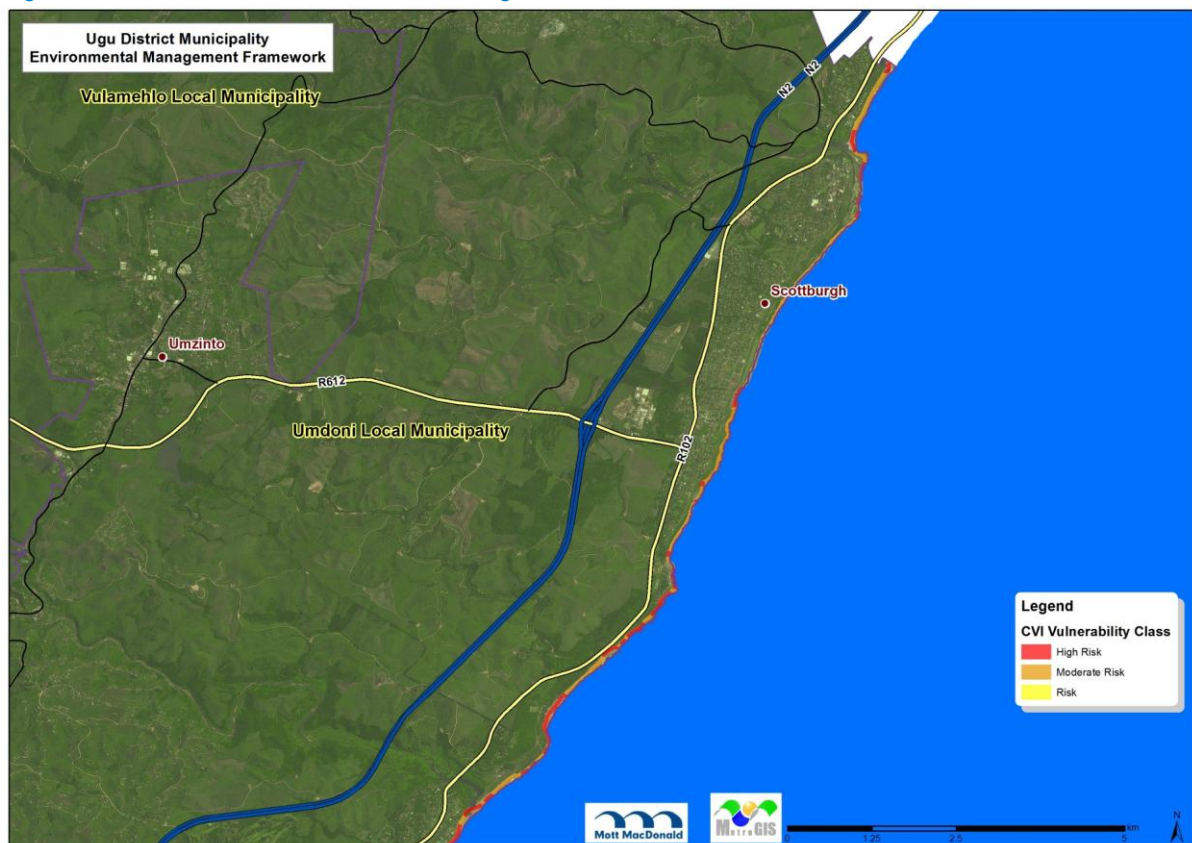 Ugu District Municipality
Environmental Management Framework
Vulamehlo Local Municipality
N2
N2
Scottburgh
Umzinto
R612
Umdoni Local Municipality
R102
Legend
CVI Vulnerability Class
High Risk
Moderate Risk
Risk
Mott MacDonald
MetroGIS
km
0 1.25 2.5 5
N